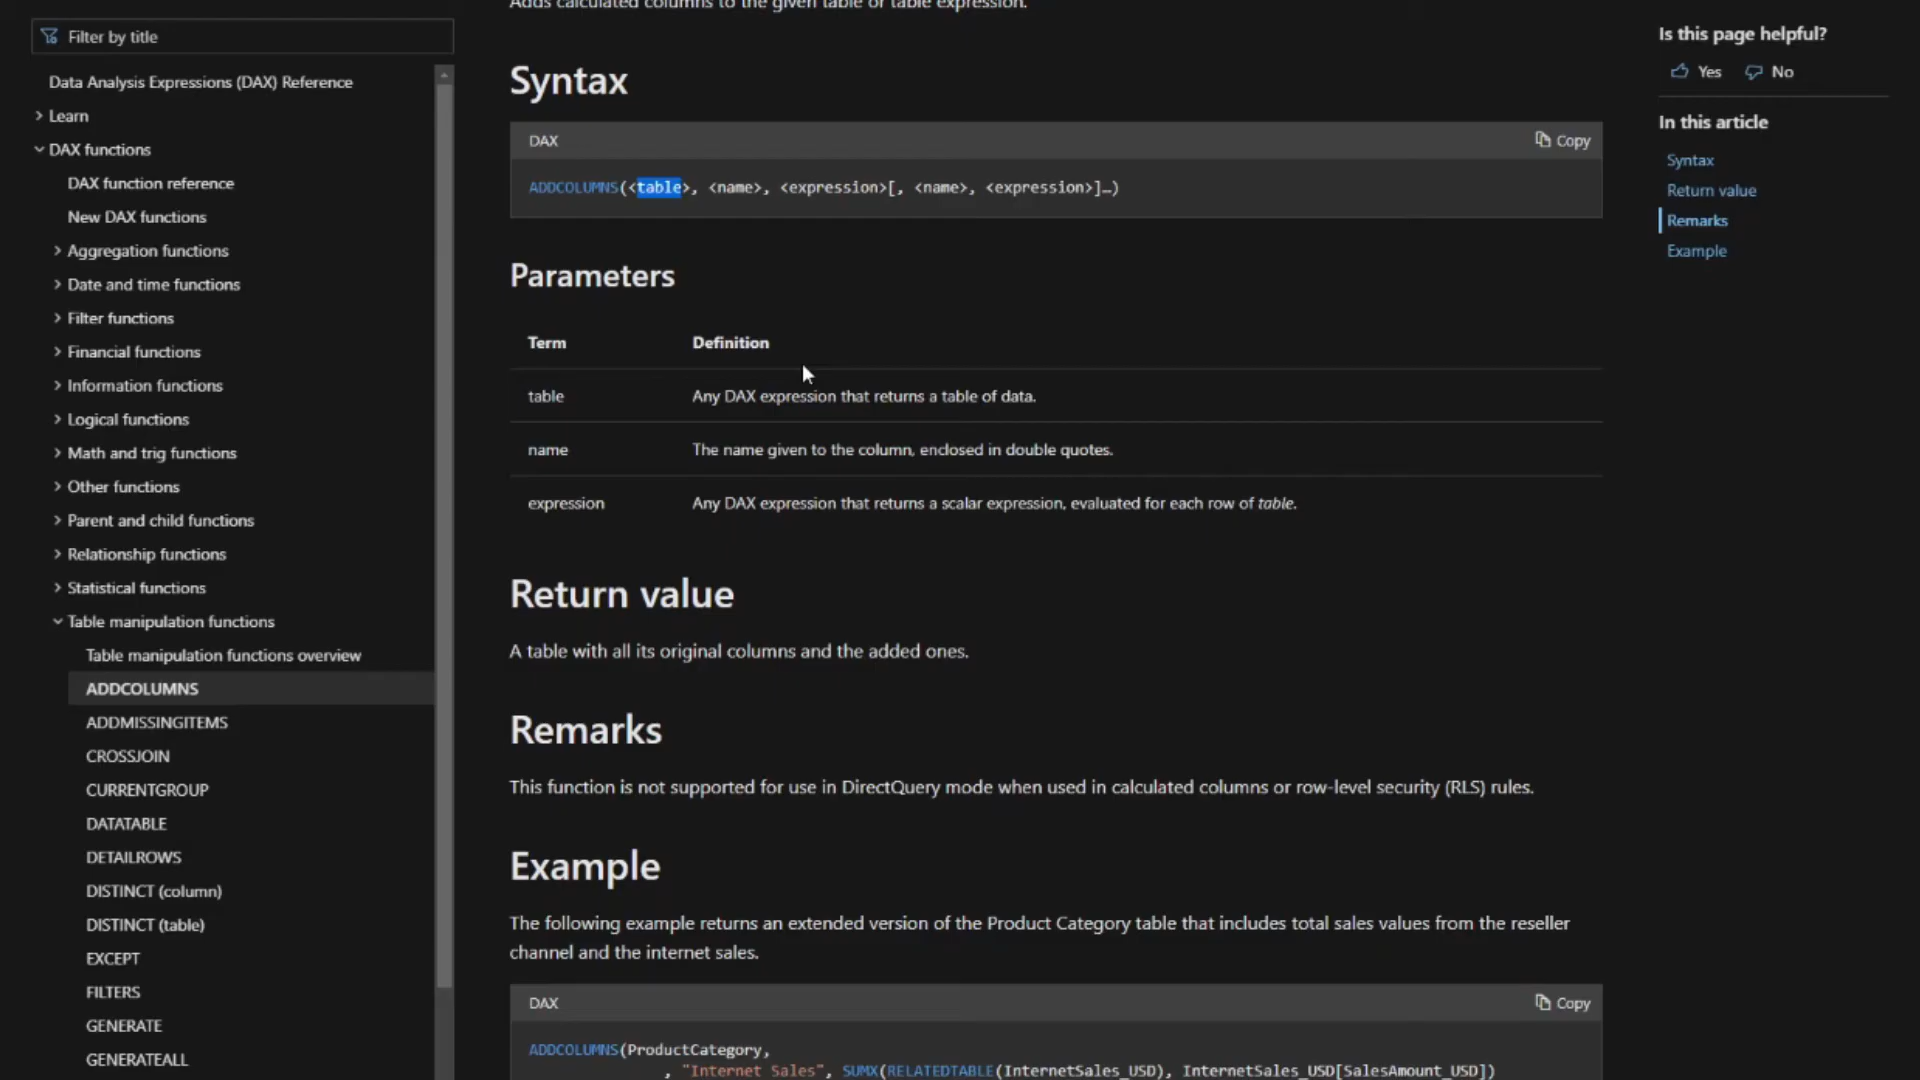 Filter by title
Data Analysis Expressions (DAX) Reference
Learn
DAX functions
DAX function reference
New DAX functions
Aggregation functions
Date and time functions
Filter functions
Financial functions
Information functions
Logical functions
Math and trig functions
Other functions
Parent and child functions
Relationship functions
Statistical functions
Table manipulation functions
Table manipulation functions overview
ADDCOLUMNS
ADDMISSINGITEMS
CROSSJOIN
CURRENTGROUP
DATATABLE
DETAILROWS
DISTINCT (column)
DISTINCT (table)
EXCEPT
FILTERS
GENERATE
GENERATEALL
Adds calculated columns to the given table or table expression.
Syntax
DAX Copy
ADDCOLUMNS(<table>, <name>, <expression>[, <name>, <expression>]…)
Parameters
Term Definition
table Any DAX expression that returns a table of data.
name The name given to the column, enclosed in double quotes.
expression Any DAX expression that returns a scalar expression, evaluated for each row of table.
Return value
A table with all its original columns and the added ones.
Remarks
This function is not supported for use in DirectQuery mode when used in calculated columns or row-level security (RLS) rules.
Example
The following example returns an extended version of the Product Category table that includes total sales values from the reseller
channel and the internet sales.
DAX Copy
ADDCOLUMNS(ProductCategory,
, "Internet Sales", SUMX(RELATEDTABLE(InternetSales_USD), InternetSales_USD[SalesAmount_USD])
Is this page helpful?
Yes No
In this article
Syntax
Return value
Remarks
Example